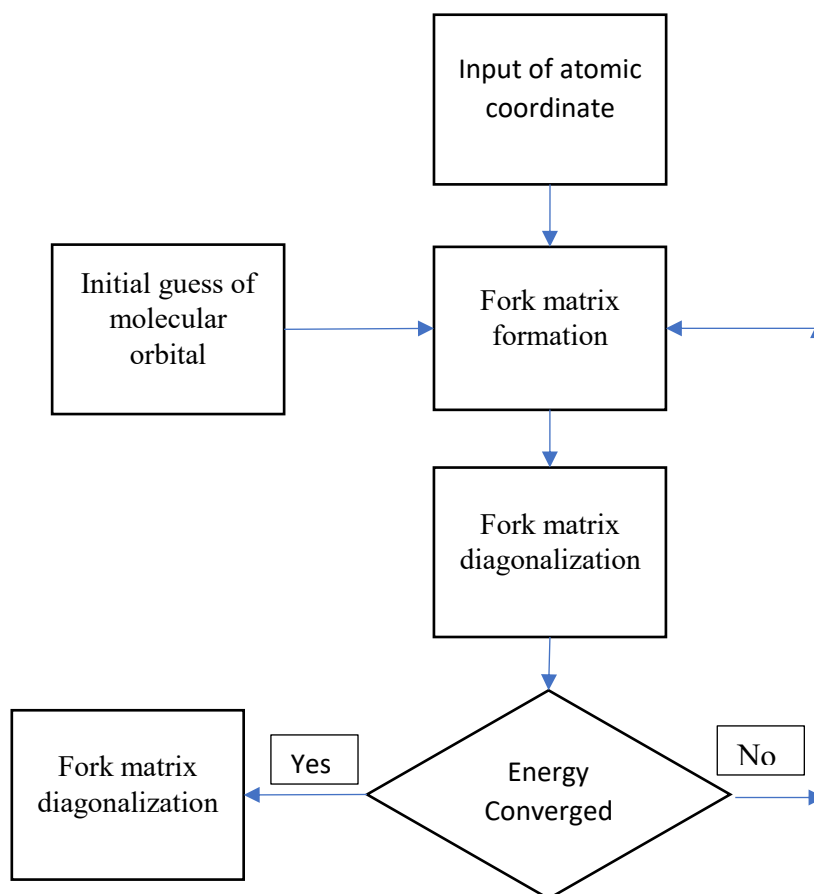 Input of atomic
coordinate
Initial guess of
molecular
orbital
Fork matrix
formation
Fork matrix
diagonalization
Fork matrix
diagonalization
Yes
Energy
Converged
No